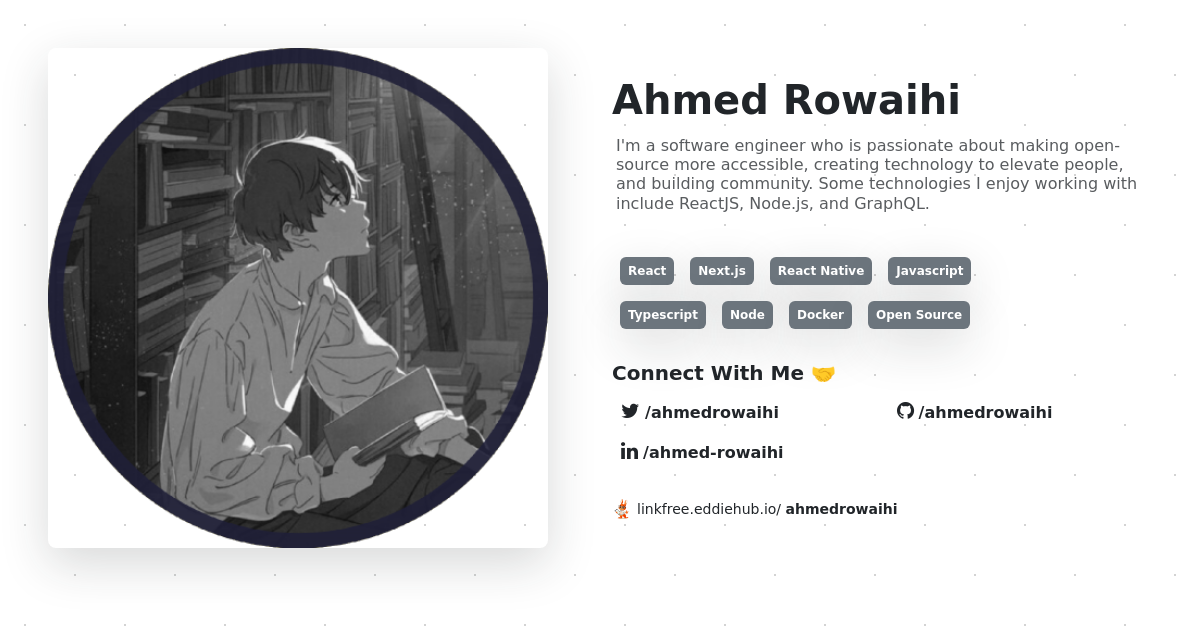 Ahmed Rowaihi
I'm a software engineer who is passionate about making open-
source more accessible, creating technology to elevate people,
and building community. Some technologies I enjoy working with
include ReactJS, Node.js, and GraphQL.
React Next.js React Native Javascript
Typescript Node Docker Open Source
Connect With Me 🤝
/ahmedrowaihi /ahmedrowaihi
/ahmed-rowaihi
linkfree.eddiehub.io/ ahmedrowaihi